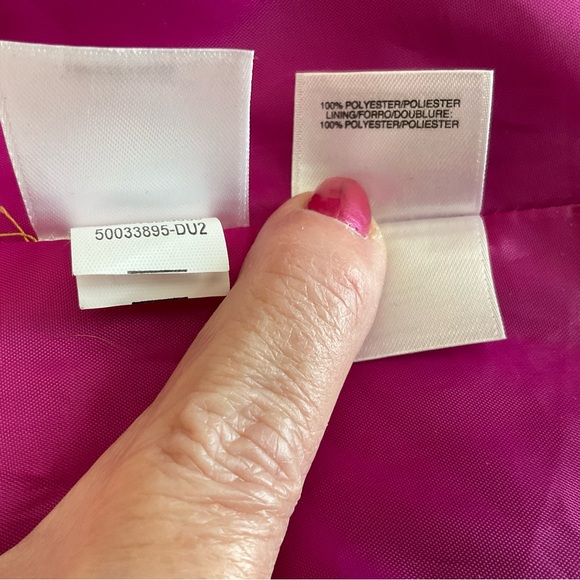 50033895-DU2
100% POLYESTER/POLIESTER
LINING/FORRO/DOUBLURE:
100% POLYESTER/POLIESTER